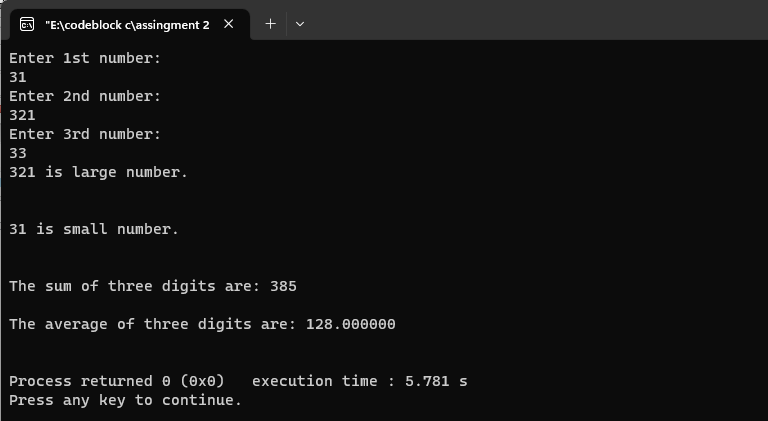 "E:\codeblock c\assingment 2
Enter 1st number:
31
Enter 2nd number:
321
Enter 3rd number:
33
321 is large number.
31 is small number.
The sum of three digits are: 385
The average of three digits are: 128.000000
Process returned 0 (0x0)   execution time : 5.781 s
Press any key to continue.